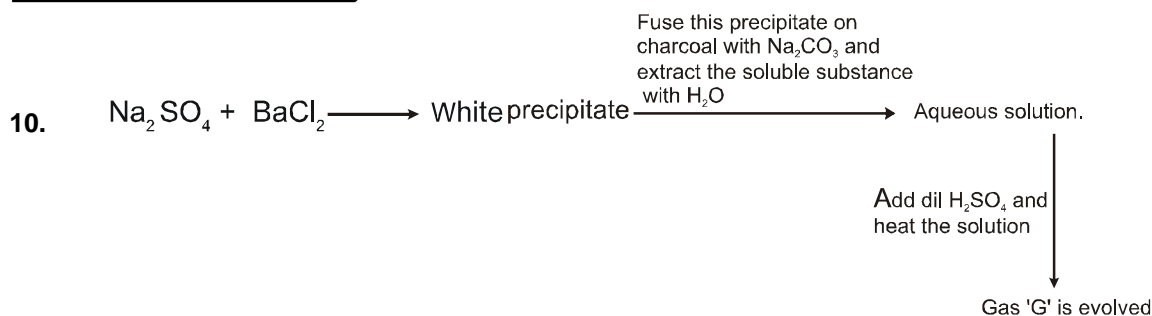 Fuse this precipitate on
charcoal with Na₂CO₃ and
extract the soluble substance
with H₂O
10. Na₂SO₄ + BaCl₂ ⟶ White precipitate ⟶ Aqueous solution.
Add dil H₂SO₄ and
heat the solution
Gas 'G' is evolved